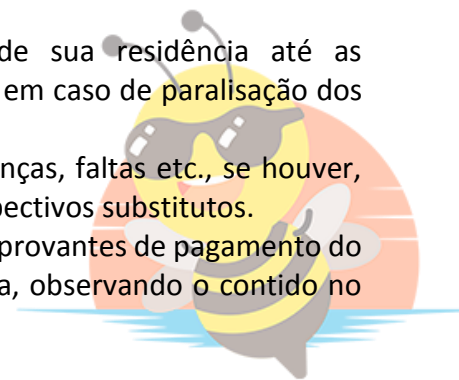 de sua residência até as
em caso de paralisação dos
nças, faltas etc., se houver,
pectivos substitutos.
provantes de pagamento do
a, observando o contido no